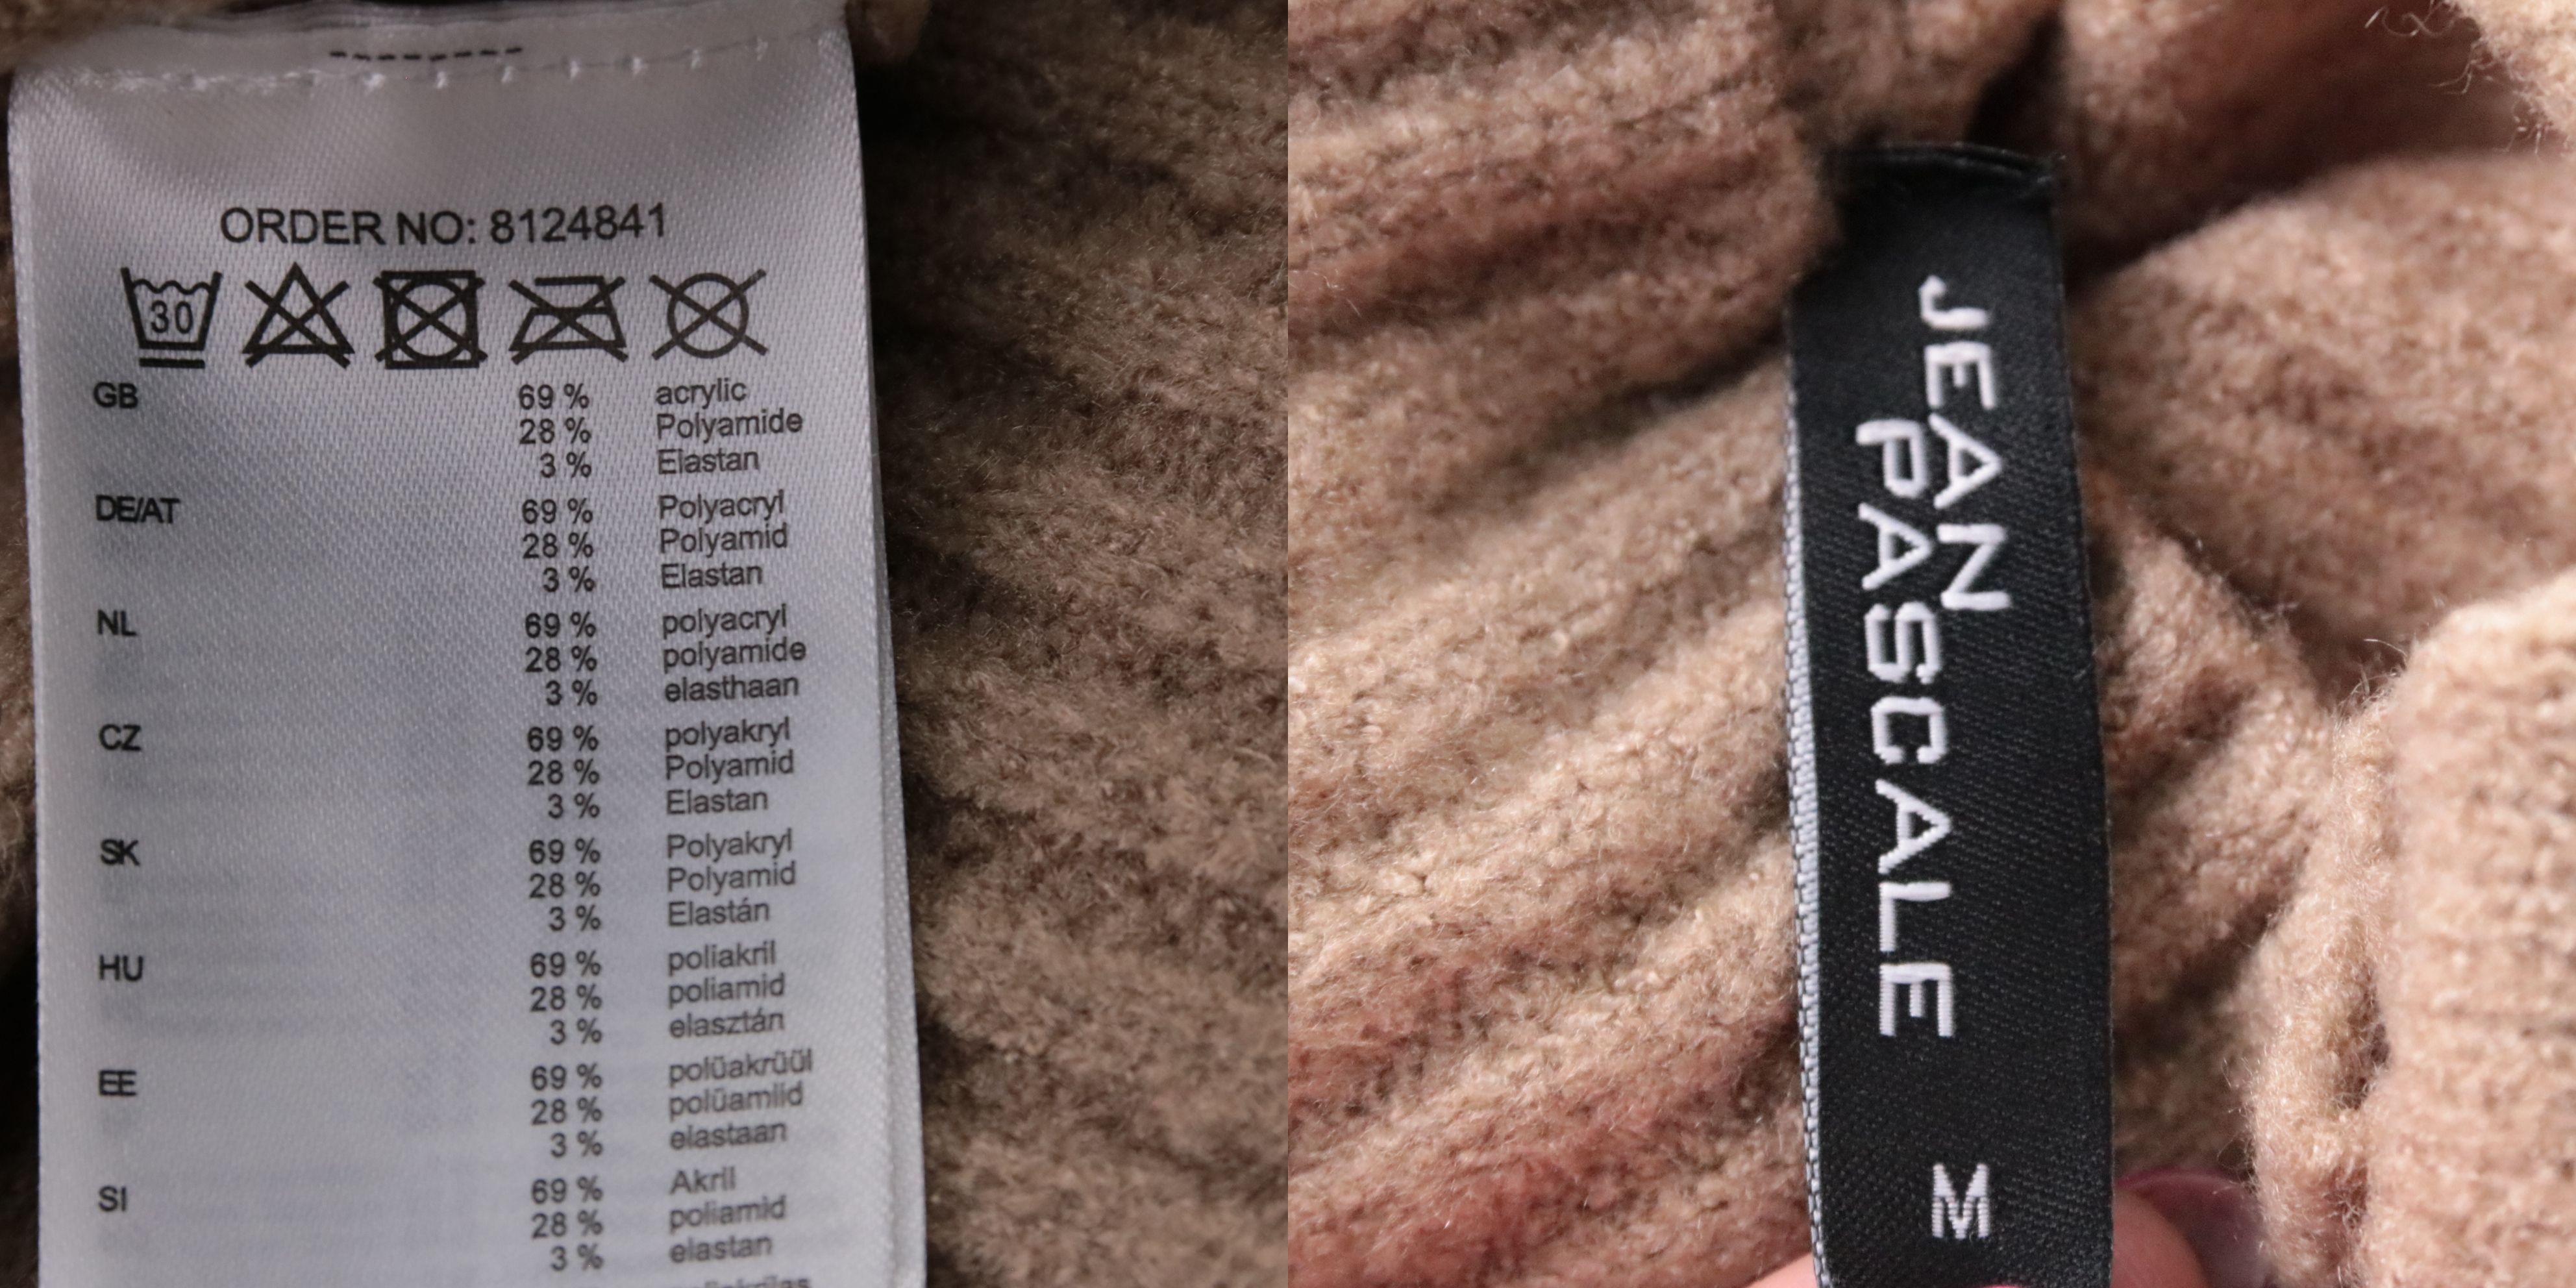 ORDER NO: 8124841
30
GB 69 % acrylic
28 % Polyamide
3 % Elastan
DE/AT 69 % Polyacryl
28 % Polyamid
3 % Elastan
NL 69 % polyacryl
28 % polyamide
3 % elasthaan
CZ 69 % polyakryl
28 % Polyamid
3 % Elastan
SK 69 % Polyakryl
28 % Polyamid
3 % Elastán
HU 69 % poliakril
28 % poliamid
3 % elasztán
EE 69 % polüakrüül
28 % polüamiid
3 % elastaan
SI 69 % Akril
28 % poliamid
3 % elastan
JEAN
PASCALE
M